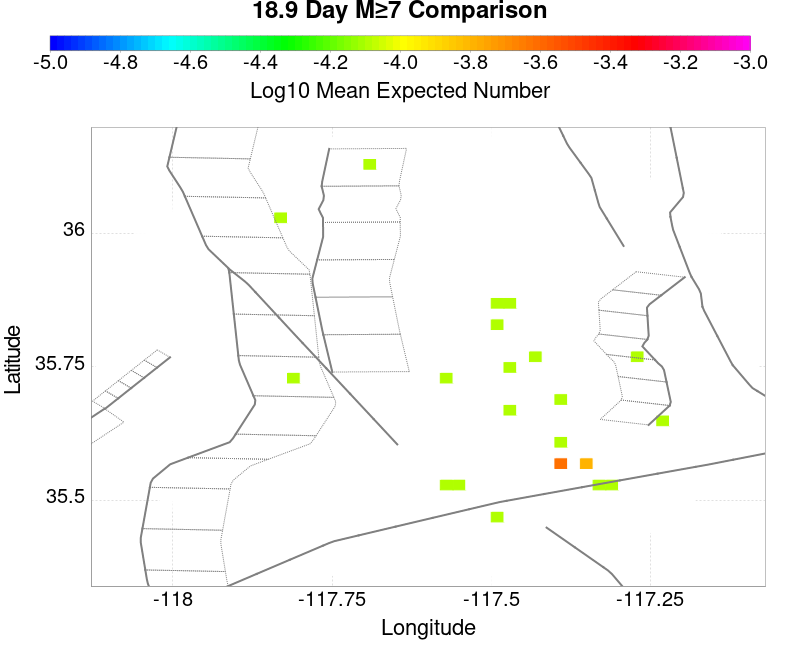 18.9 Day M≥7 Comparison
-5.0 -4.8 -4.6 -4.4 -4.2 -4.0 -3.8 -3.6 -3.4 -3.2 -3.0
Log10 Mean Expected Number
36
35.75
35.5
Latitude
-118 -117.75 -117.5 -117.25
Longitude